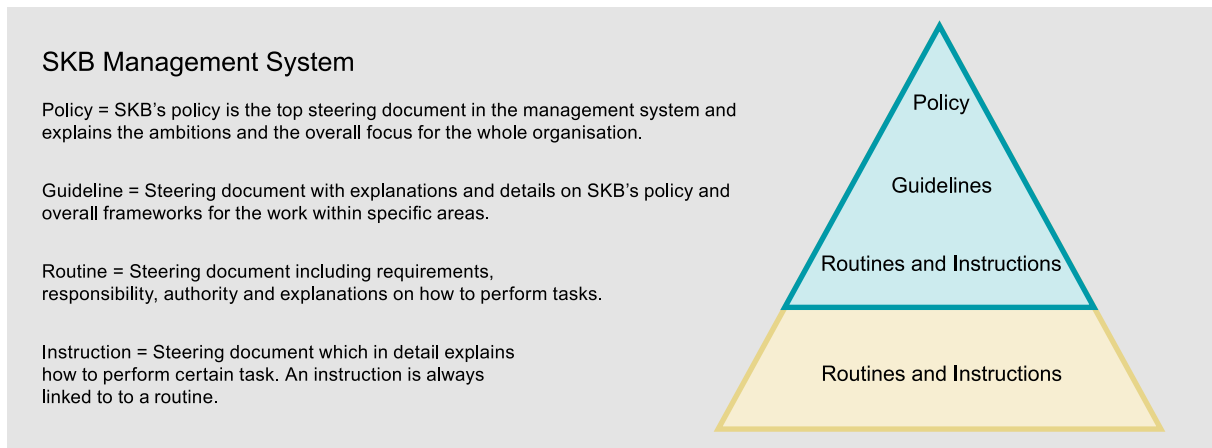 SKB Management System
Policy = SKB's policy is the top steering document in the management system and
explains the ambitions and the overall focus for the whole organisation.
Guideline = Steering document with explanations and details on SKB's policy and
overall frameworks for the work within specific areas.
Routine = Steering document including requirements,
responsibility, authority and explanations on how to perform tasks.
Instruction = Steering document which in detail explains
how to perform certain task. An instruction is always
linked to to a routine.
Policy
Guidelines
Routines and Instructions
Routines and Instructions